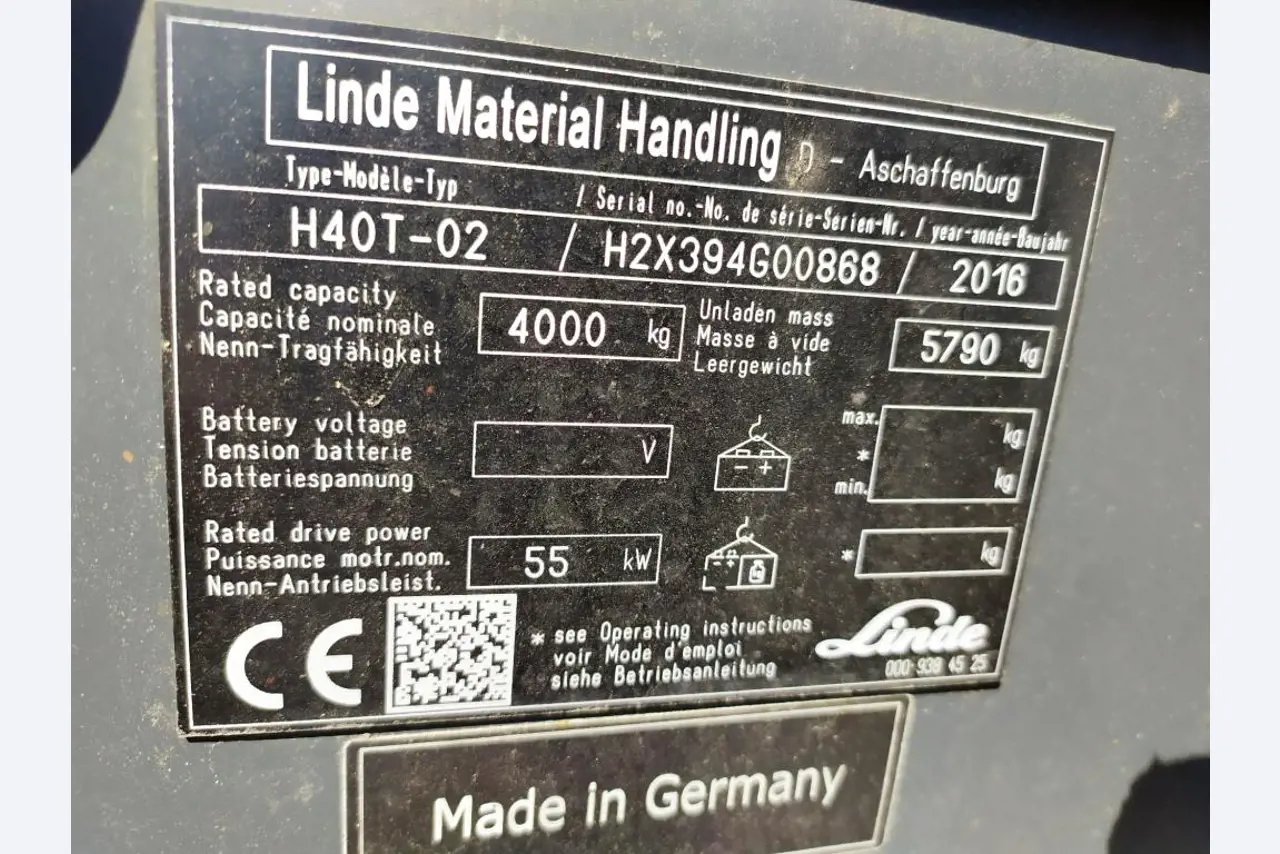 Linde Material Handling - Aschaffenburg
Type-Modèle-Typ / Serial no.-No. de série-Serien-Nr. / year-année-Baujahr
H40T-02 / H2X394G00868 / 2016
Rated capacity
Capacité nominale
Nenn-Tragfähigkeit
4000 kg
Unladen mass
Masse à vide
Leergewicht
5790 kg
Battery voltage
Tension batterie
Batteriespannung
V
max. kg
*
min. kg
Rated drive power
Puissance motr.nom.
Nenn-Antriebsleist.
55 kW
* kg
CE
* see Operating instructions
voir Mode d'emploi
siehe Betriebsanleitung
Linde
000 938 45 25
Made in Germany